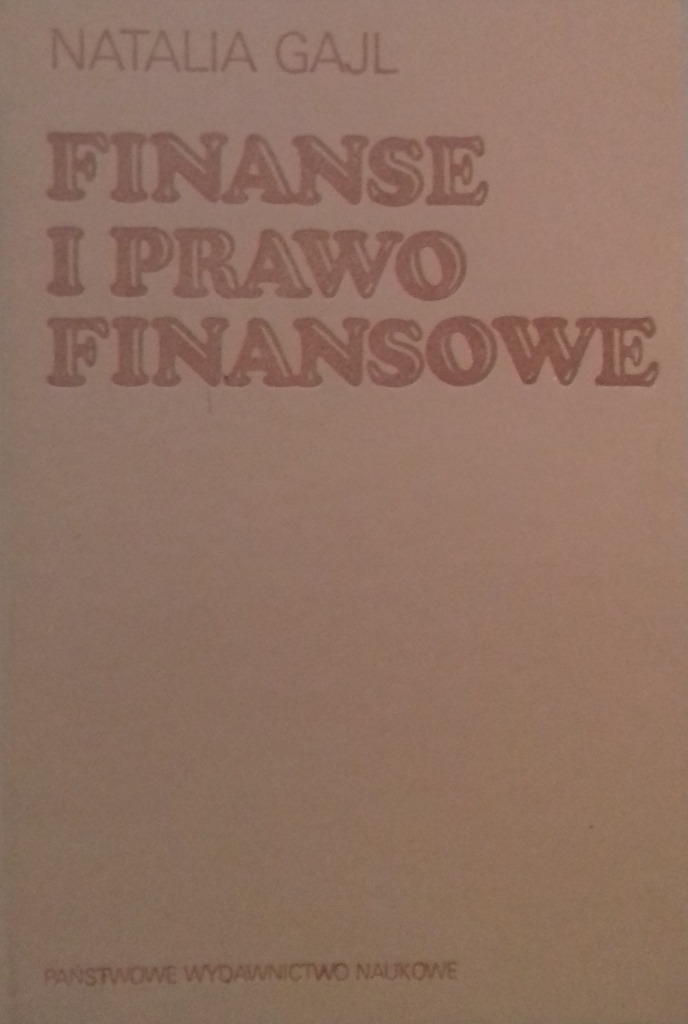 NATALIA GAJL
FINANSE
I PRAWO
FINANSOWE
PAŃSTWOWE WYDAWNICTWO NAUKOWE